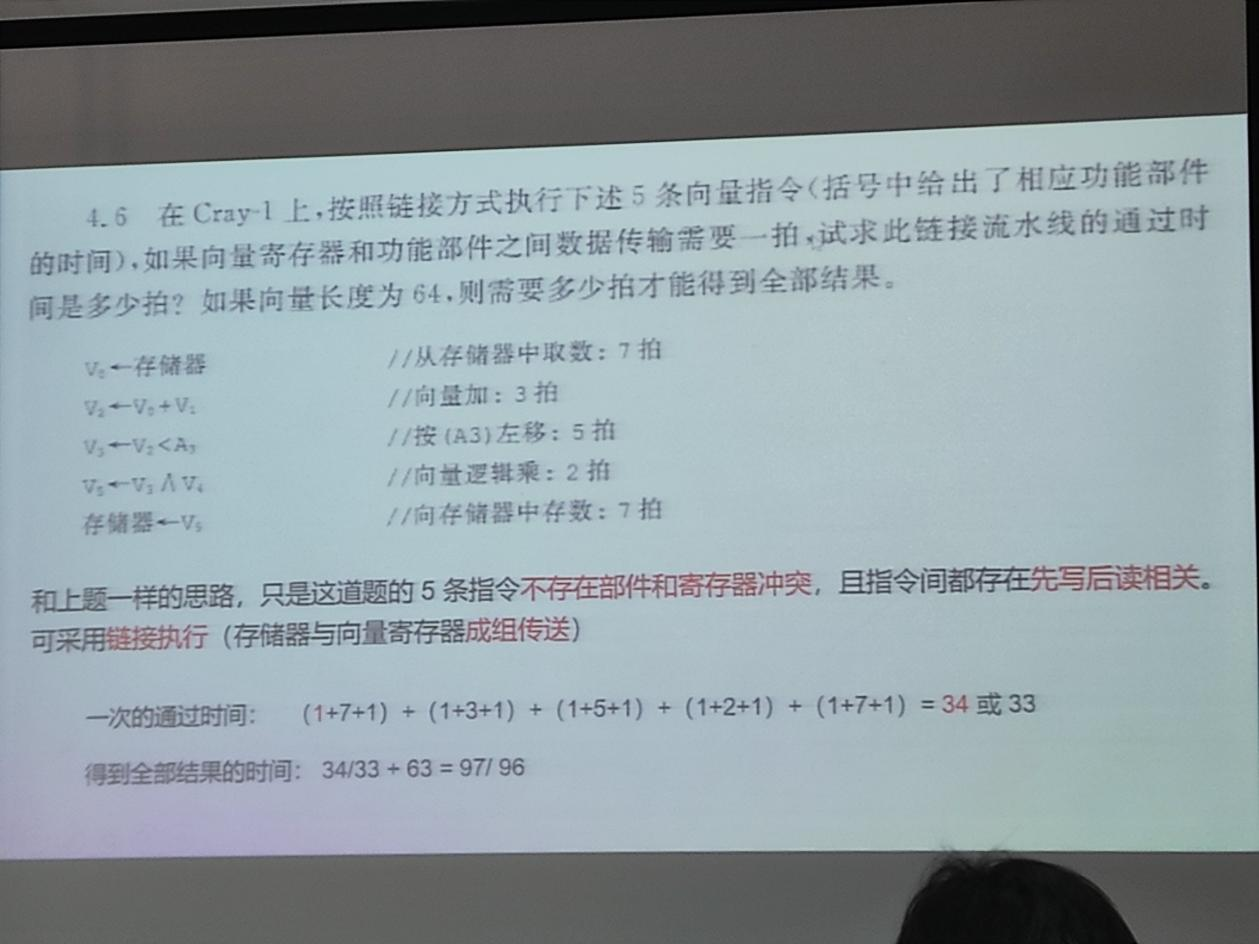 4.6 在 Cray-1 上,按照链接方式执行下述 5 条向量指令(括号中给出了相应功能部件
的时间),如果向量寄存器和功能部件之间数据传输需要一拍,试求此链接流水线的通过时
间是多少拍? 如果向量长度为 64,则需要多少拍才能得到全部结果。
V₀←存储器 //从存储器中取数: 7 拍
V₂←V₀+V₁ //向量加: 3 拍
V₃←V₂<A₃ //按(A3)左移: 5 拍
V₅←V₃∧V₄ //向量逻辑乘: 2 拍
存储器←V₅ //向存储器中存数: 7 拍
和上题一样的思路，只是这道题的 5 条指令不存在部件和寄存器冲突，且指令间都存在先写后读相关。
可采用链接执行（存储器与向量寄存器成组传送）
一次的通过时间： （1+7+1）+（1+3+1）+（1+5+1）+（1+2+1）+（1+7+1）= 34 或 33
得到全部结果的时间： 34/33 + 63 = 97/ 96